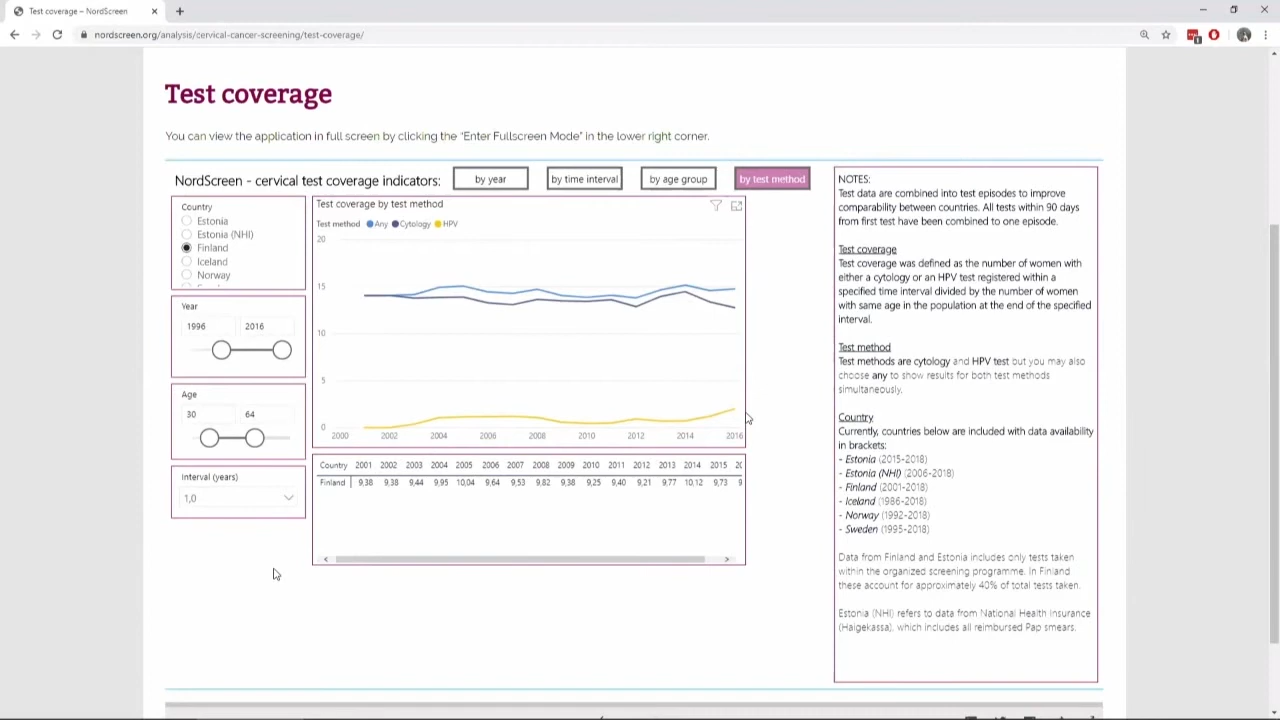 Test coverage – NordScreen
nordscreen.org/analysis/cervical-cancer-screening/test-coverage/
Test coverage
You can view the application in full screen by clicking the "Enter Fullscreen Mode" in the lower right corner.
NordScreen - cervical test coverage indicators:
by year
by time interval
by age group
by test method
Country
Estonia
Estonia (NHI)
Finland
Iceland
Norway
Year
1996 2016
Age
30 64
Interval (years)
1,0
Test coverage by test method
Test method Any Cytology HPV
20
15
10
5
0
2000 2002 2004 2006 2008 2010 2012 2014 2016
Country 2001 2002 2003 2004 2005 2006 2007 2008 2009 2010 2011 2012 2013 2014 2015
Finland 9,38 9,38 9,44 9,95 10,04 9,64 9,53 9,82 9,38 9,25 9,40 9,21 9,77 10,12 9,73
NOTES:
Test data are combined into test episodes to improve
comparability between countries. All tests within 90 days
from first test have been combined to one episode.
Test coverage
Test coverage was defined as the number of women with
either a cytology or an HPV test registered within a
specified time interval divided by the number of women
with same age in the population at the end of the specified
interval.
Test method
Test methods are cytology and HPV test but you may also
choose any to show results for both test methods
simultaneously.
Country
Currently, countries below are included with data availability
in brackets:
- Estonia (2015-2018)
- Estonia (NHI) (2006-2018)
- Finland (2001-2018)
- Iceland (1986-2018)
- Norway (1992-2018)
- Sweden (1995-2018)
Data from Finland and Estonia includes only tests taken
within the organized screening programme. In Finland
these account for approximately 40% of total tests taken.
Estonia (NHI) refers to data from National Health Insurance
(Haigekassa), which includes all reimbursed Pap smears.